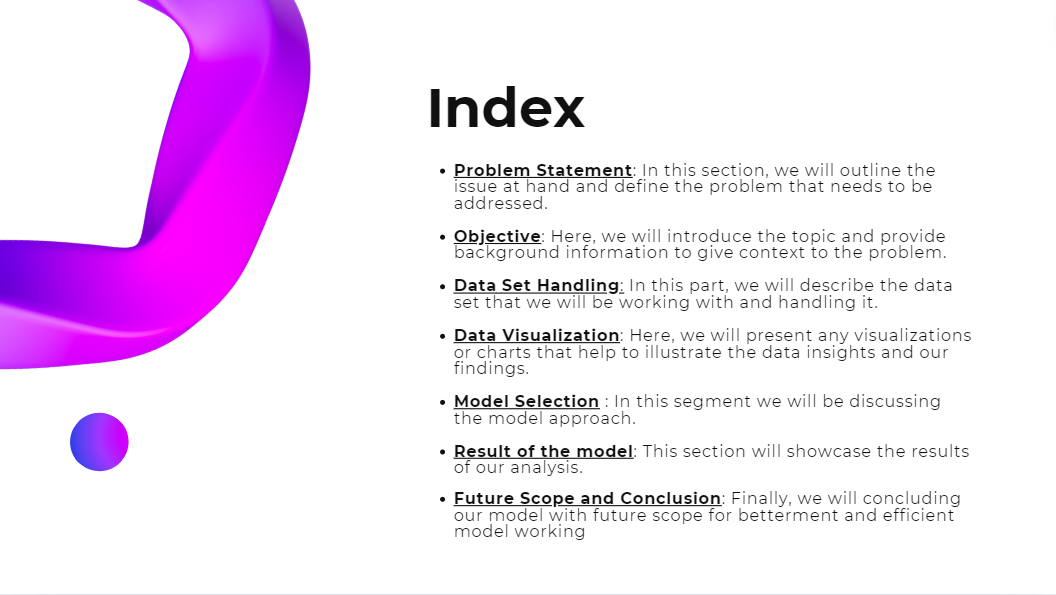 Index
• Problem Statement: In this section, we will outline the
issue at hand and define the problem that needs to be
addressed.
• Objective: Here, we will introduce the topic and provide
background information to give context to the problem.
• Data Set Handling: In this part, we will describe the data
set that we will be working with and handling it.
• Data Visualization: Here, we will present any visualizations
or charts that help to illustrate the data insights and our
findings.
• Model Selection : In this segment we will be discussing
the model approach.
• Result of the model: This section will showcase the results
of our analysis.
• Future Scope and Conclusion: Finally, we will concluding
our model with future scope for betterment and efficient
model working